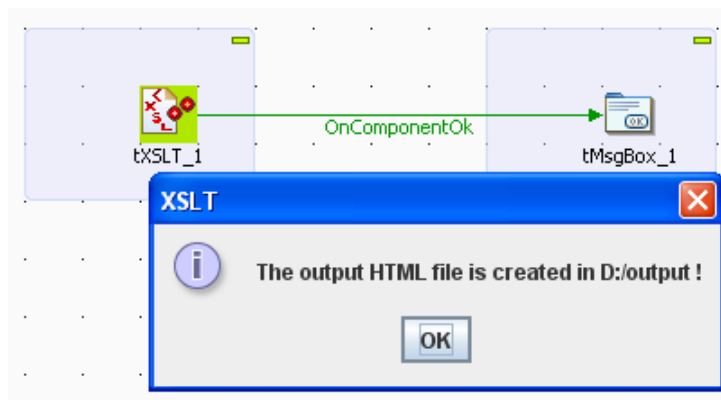 OnComponentOk
tXSLT_1
tMsgBox_1
XSLT
The output HTML file is created in D:/output !
OK